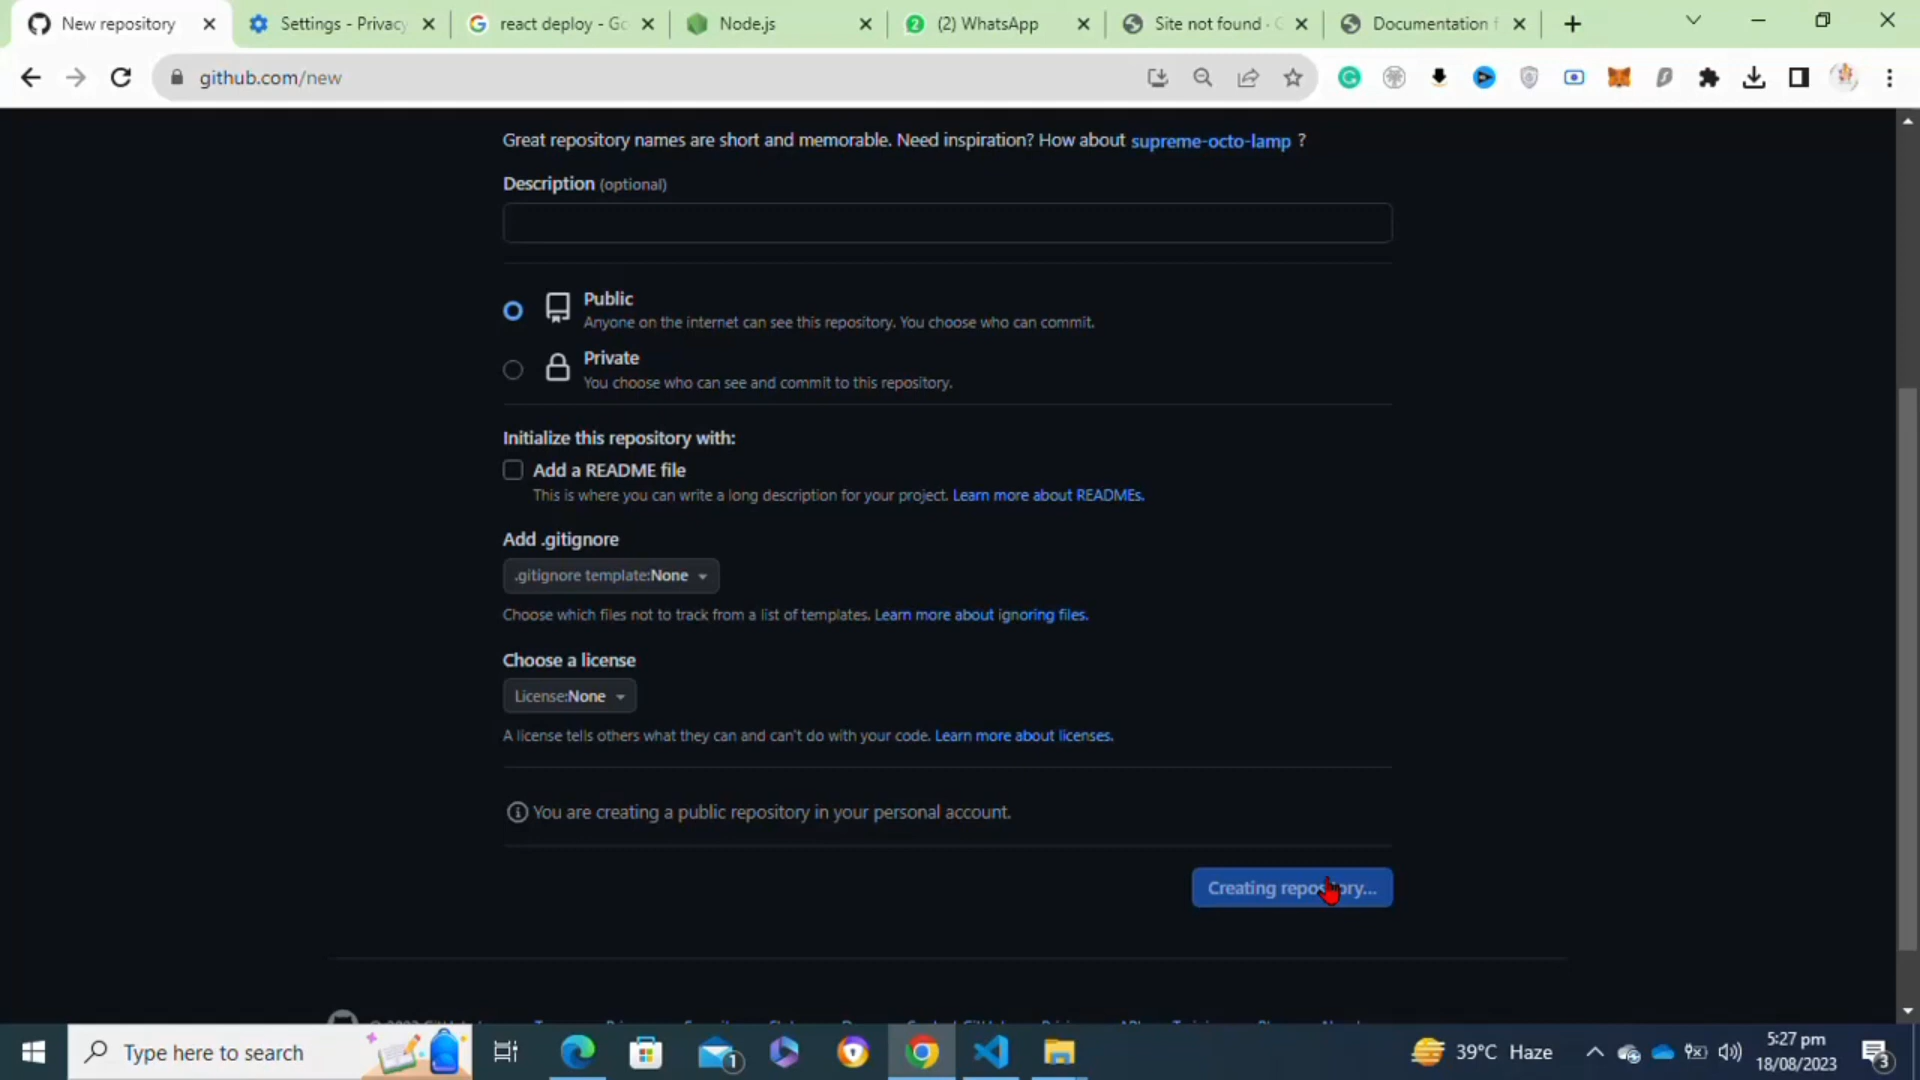 New repository
Settings - Privacy
react deploy - Go
Node.js
(2) WhatsApp
Site not found ·
Documentation
github.com/new
Great repository names are short and memorable. Need inspiration? How about supreme-octo-lamp ?
Description (optional)
Public
Anyone on the internet can see this repository. You choose who can commit.
Private
You choose who can see and commit to this repository.
Initialize this repository with:
Add a README file
This is where you can write a long description for your project. Learn more about READMEs.
Add .gitignore
.gitignore template:None
Choose which files not to track from a list of templates. Learn more about ignoring files.
Choose a license
License:None
A license tells others what they can and can't do with your code. Learn more about licenses.
You are creating a public repository in your personal account.
Creating repository...
Type here to search
1
39°C Haze
5:27 pm
18/08/2023
3